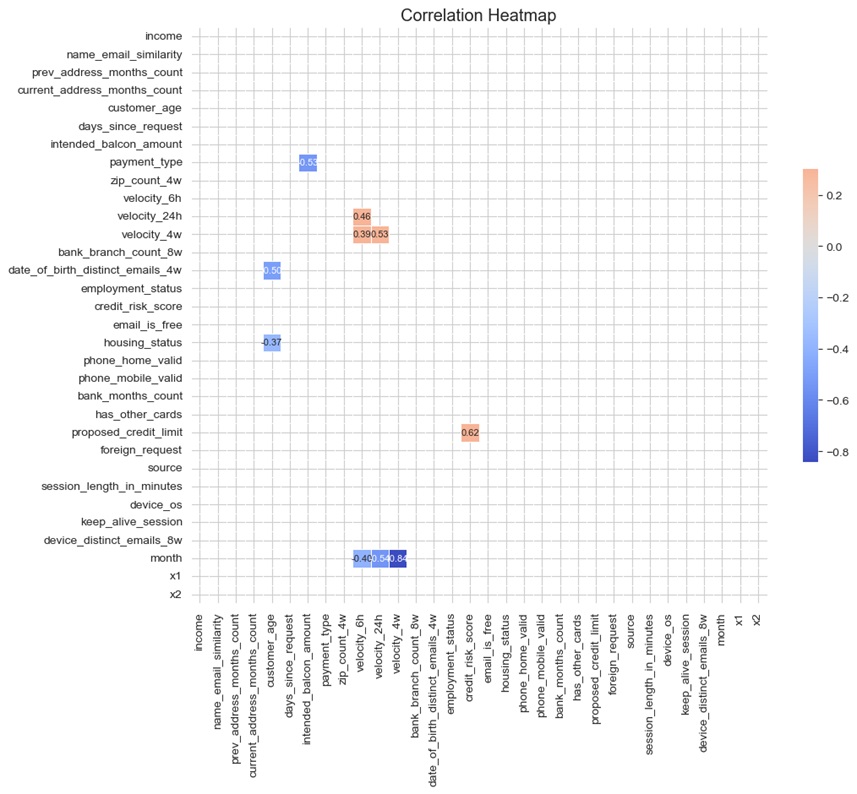 Correlation Heatmap
income
name_email_similarity
prev_address_months_count
current_address_months_count
customer_age
days_since_request
intended_balcon_amount
payment_type
-0.53
zip_count_4w
velocity_6h
velocity_24h
0.46
velocity_4w
0.39 0.53
bank_branch_count_8w
date_of_birth_distinct_emails_4w
-0.50
employment_status
credit_risk_score
email_is_free
housing_status
-0.37
phone_home_valid
phone_mobile_valid
bank_months_count
has_other_cards
proposed_credit_limit
0.62
foreign_request
source
session_length_in_minutes
device_os
keep_alive_session
device_distinct_emails_8w
month
-0.40 -0.54 -0.84
x1
x2
0.2
0.0
−0.2
−0.4
−0.6
−0.8
income
name_email_similarity
prev_address_months_count
current_address_months_count
customer_age
days_since_request
intended_balcon_amount
payment_type
zip_count_4w
velocity_6h
velocity_24h
velocity_4w
bank_branch_count_8w
date_of_birth_distinct_emails_4w
employment_status
credit_risk_score
email_is_free
housing_status
phone_home_valid
phone_mobile_valid
bank_months_count
has_other_cards
proposed_credit_limit
foreign_request
source
session_length_in_minutes
device_os
keep_alive_session
device_distinct_emails_8w
month
x1
x2